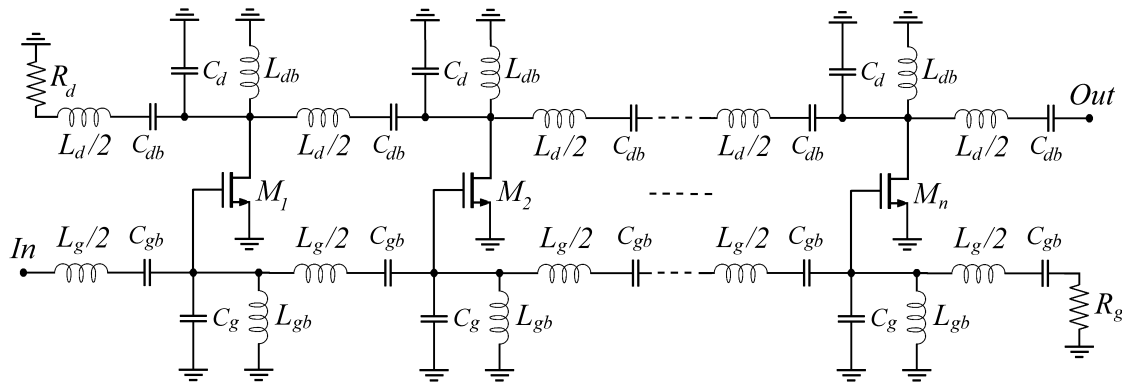 R_d C_d L_db C_d L_db C_d L_db Out
L_d/2 C_db L_d/2 C_db L_d/2 C_db L_d/2 C_db L_d/2 C_db
M_1 M_2 M_n
In L_g/2 C_gb L_g/2 C_gb L_g/2 C_gb L_g/2 C_gb L_g/2 C_gb
C_g L_gb C_g L_gb C_g L_gb R_g